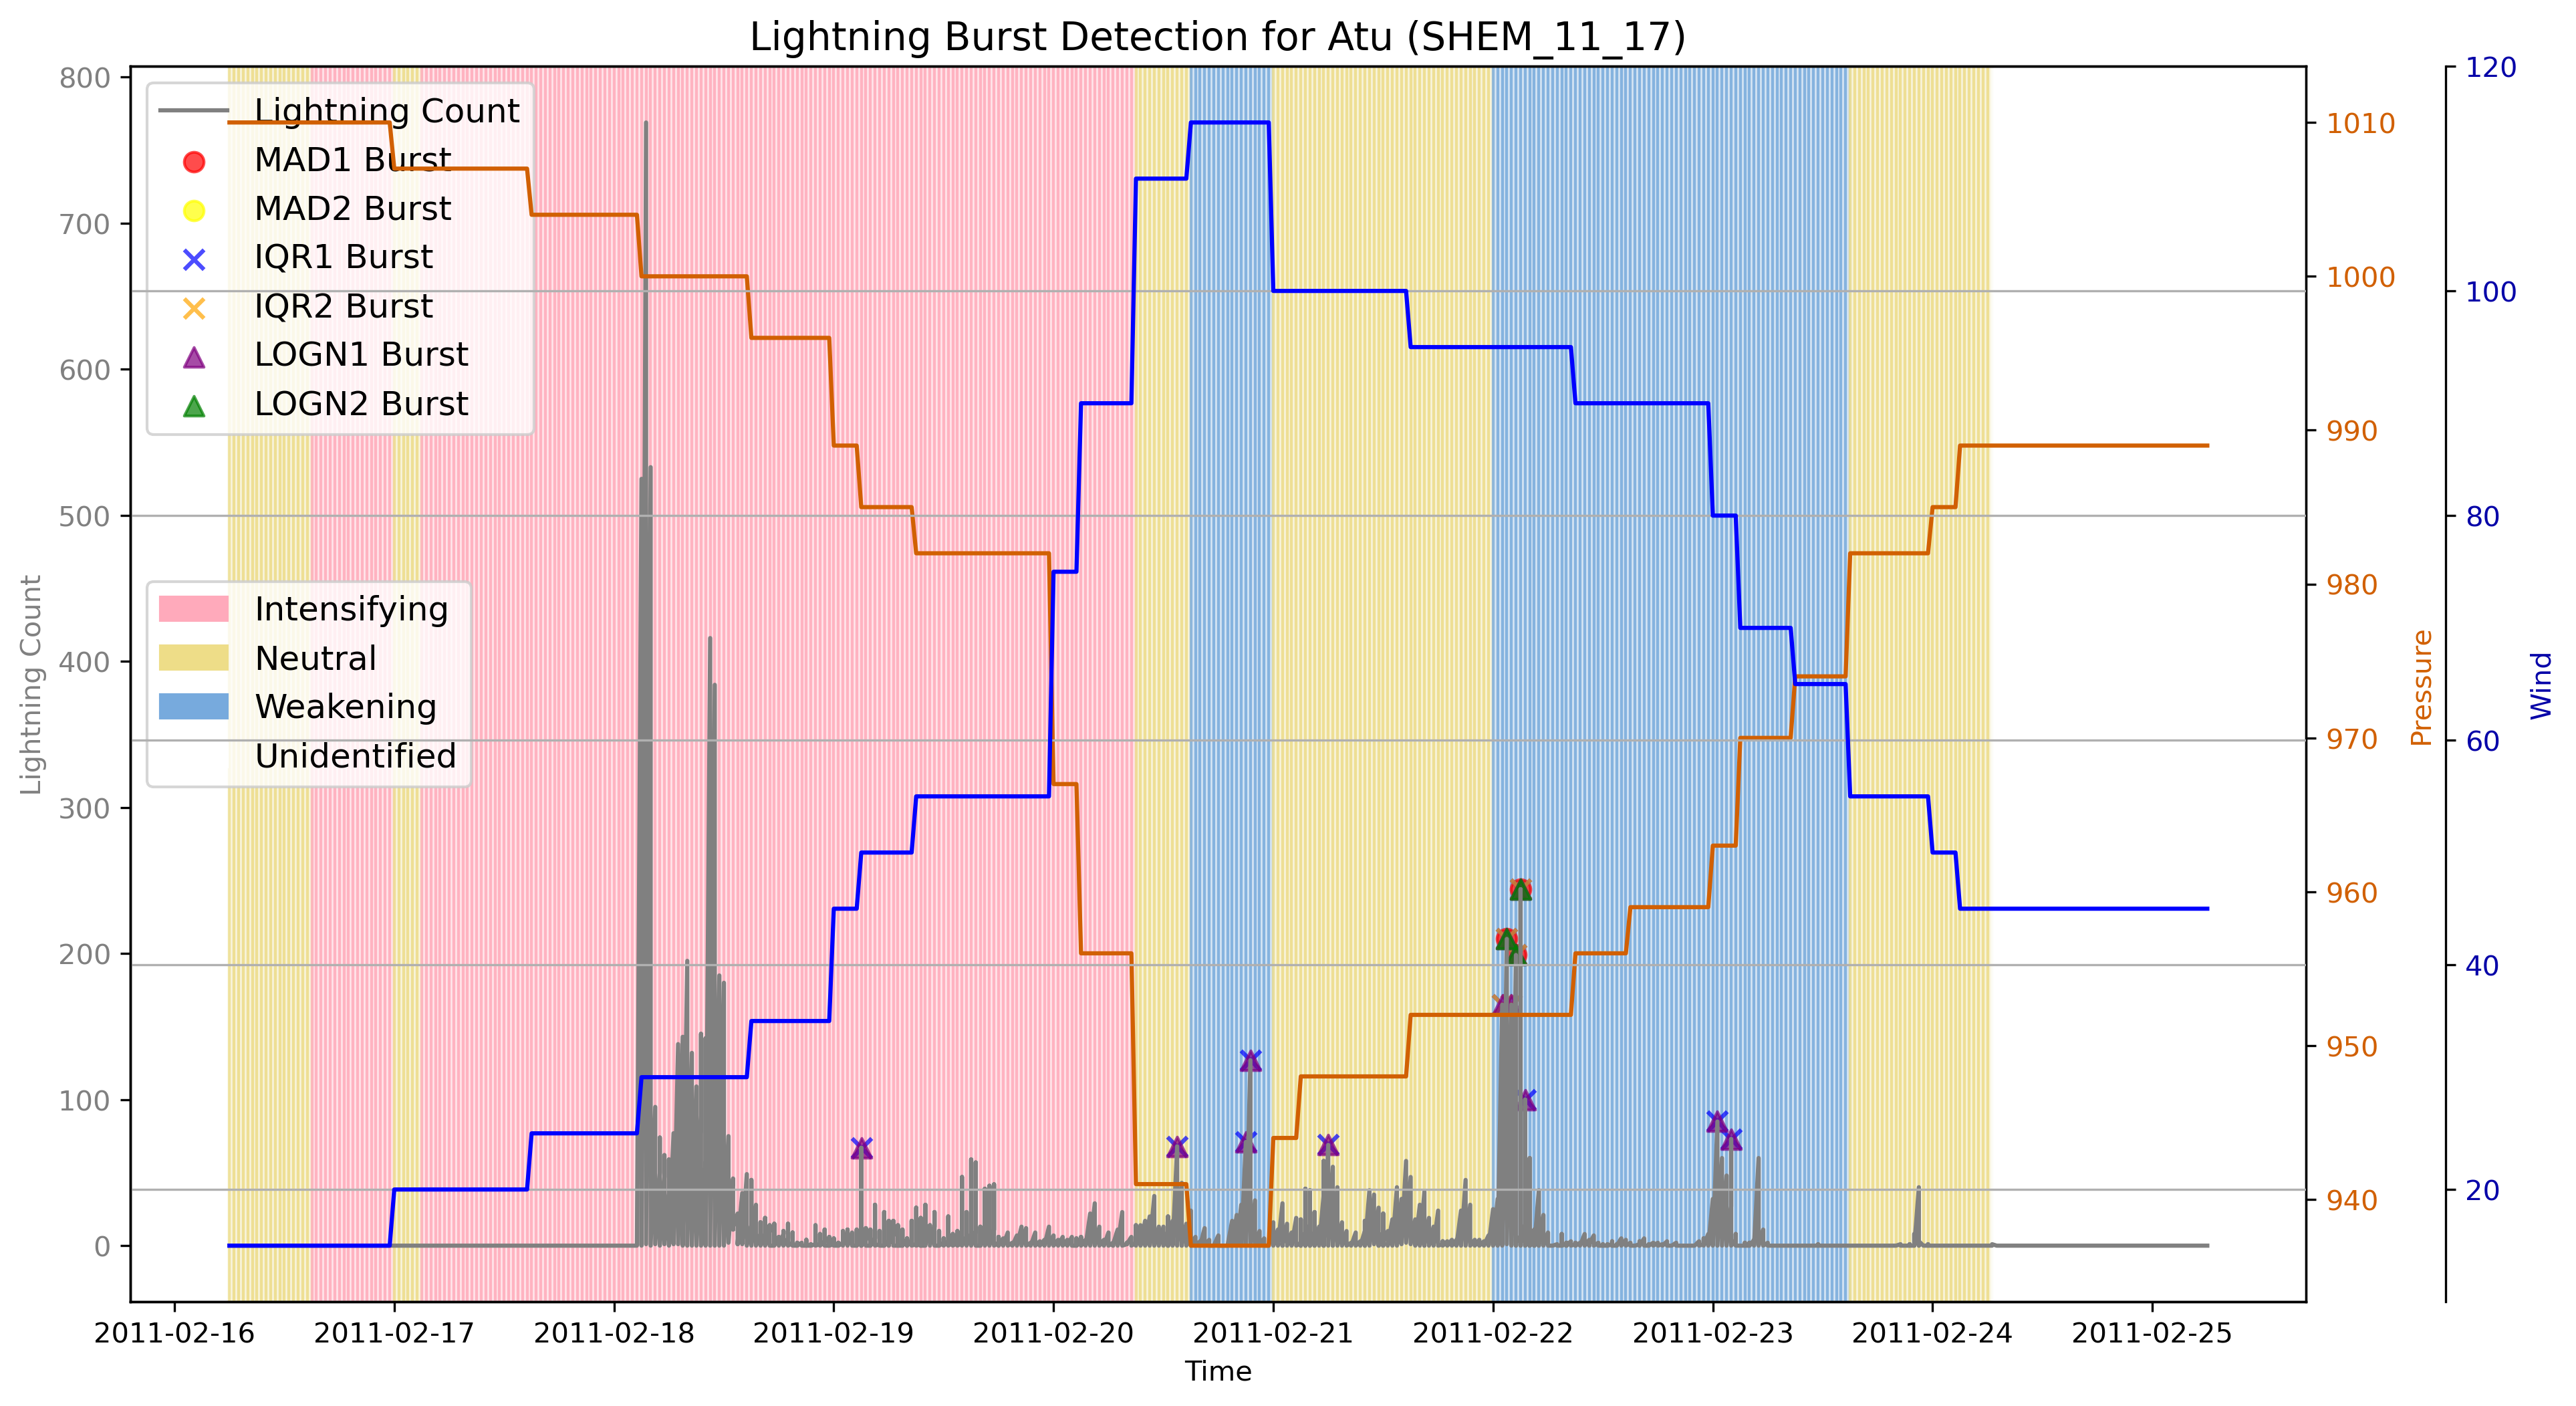 Lightning Burst Detection for Atu (SHEM_11_17)
800
700
600
500
400
300
200
100
0
Lightning Count
Lightning Count
MAD1 Burst
MAD2 Burst
IQR1 Burst
IQR2 Burst
LOGN1 Burst
LOGN2 Burst
Intensifying
Neutral
Weakening
Unidentified
1010
1000
990
980
970
960
950
940
Pressure
120
100
80
60
40
20
Wind
2011-02-16
2011-02-17
2011-02-18
2011-02-19
2011-02-20
2011-02-21
2011-02-22
2011-02-23
2011-02-24
2011-02-25
Time